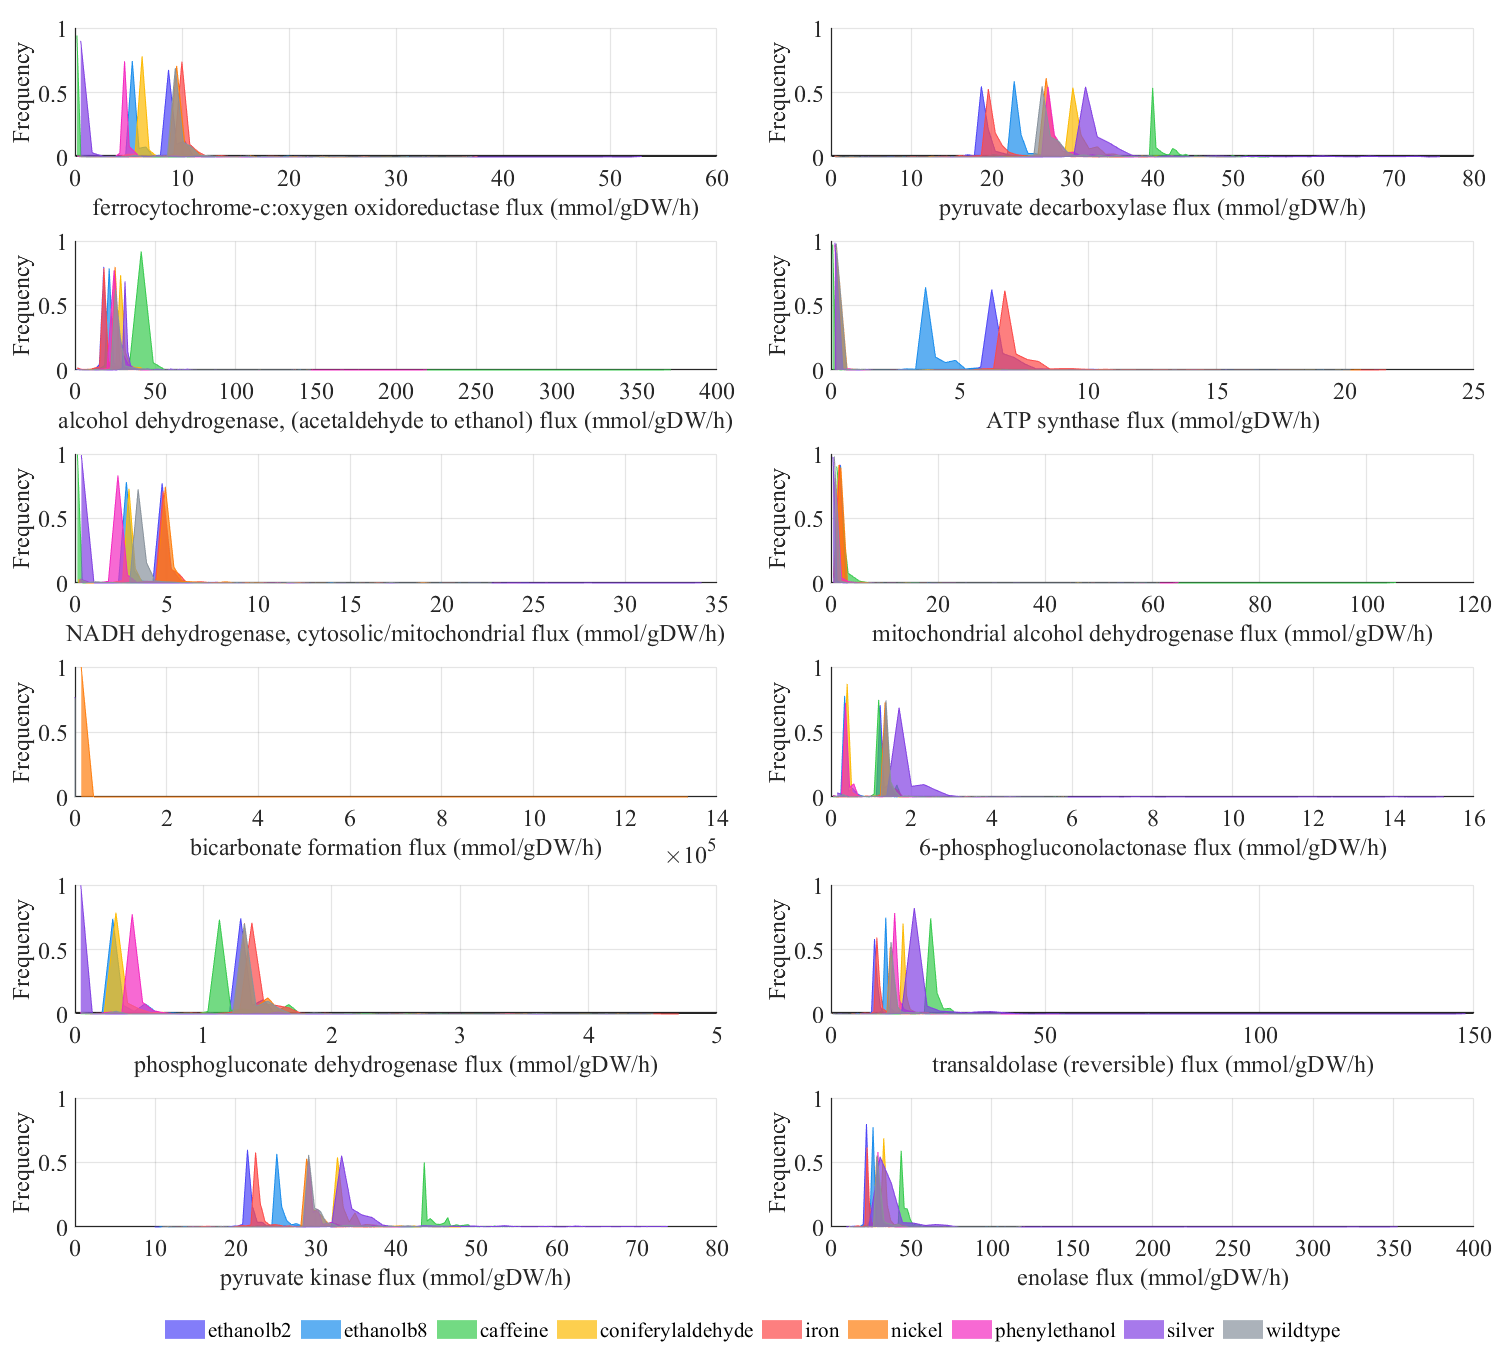 1
0.5
0
Frequency
0 10 20 30 40 50 60
ferrocytochrome-c:oxygen oxidoreductase flux (mmol/gDW/h)
1
0.5
0
Frequency
0 10 20 30 40 50 60 70 80
pyruvate decarboxylase flux (mmol/gDW/h)
1
0.5
0
Frequency
0 50 100 150 200 250 300 350 400
alcohol dehydrogenase, (acetaldehyde to ethanol) flux (mmol/gDW/h)
1
0.5
0
Frequency
0 5 10 15 20 25
ATP synthase flux (mmol/gDW/h)
1
0.5
0
Frequency
0 5 10 15 20 25 30 35
NADH dehydrogenase, cytosolic/mitochondrial flux (mmol/gDW/h)
1
0.5
0
Frequency
0 20 40 60 80 100 120
mitochondrial alcohol dehydrogenase flux (mmol/gDW/h)
1
0.5
0
Frequency
0 2 4 6 8 10 12 14
bicarbonate formation flux (mmol/gDW/h)
×10⁵
1
0.5
0
Frequency
0 2 4 6 8 10 12 14 16
6-phosphogluconolactonase flux (mmol/gDW/h)
1
0.5
0
Frequency
0 1 2 3 4 5
phosphogluconate dehydrogenase flux (mmol/gDW/h)
1
0.5
0
Frequency
0 50 100 150
transaldolase (reversible) flux (mmol/gDW/h)
1
0.5
0
Frequency
0 10 20 30 40 50 60 70 80
pyruvate kinase flux (mmol/gDW/h)
1
0.5
0
Frequency
0 50 100 150 200 250 300 350 400
enolase flux (mmol/gDW/h)
ethanolb2 ethanolb8 caffeine coniferylaldehyde iron nickel phenylethanol silver wildtype